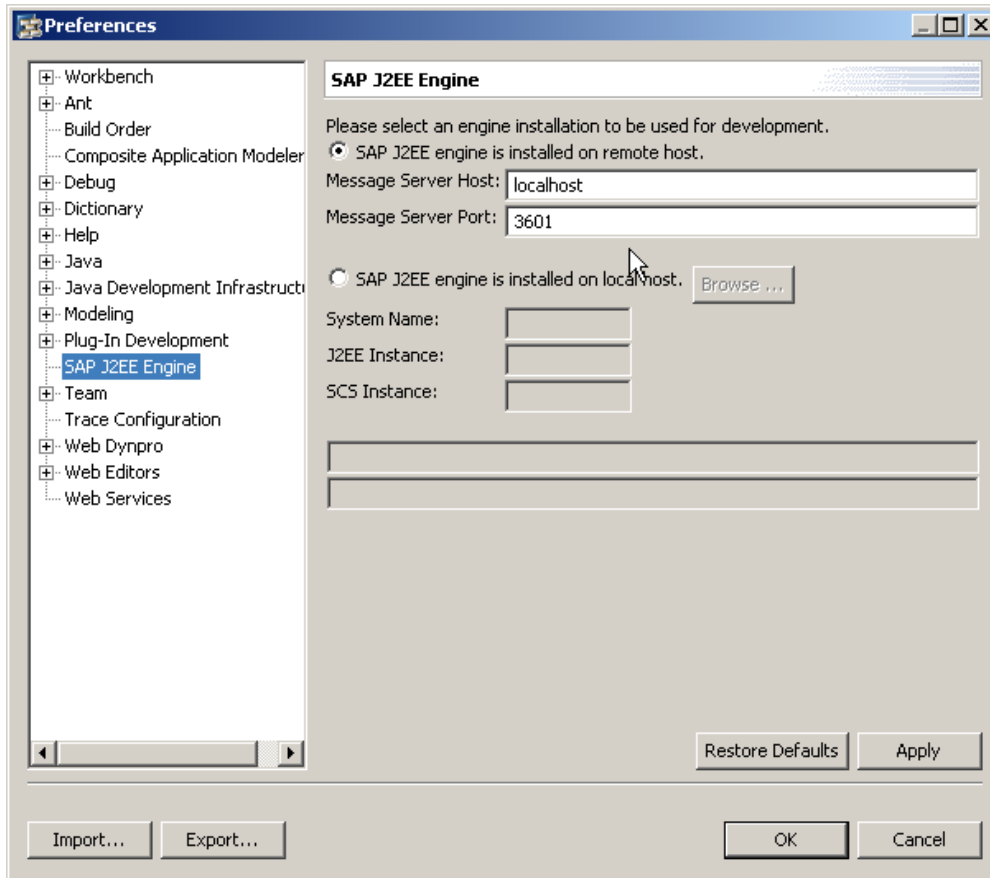 Preferences
Workbench
Ant
Build Order
Composite Application Modeler
Debug
Dictionary
Help
Java
Java Development Infrastructu
Modeling
Plug-In Development
SAP J2EE Engine
Team
Trace Configuration
Web Dynpro
Web Editors
Web Services
SAP J2EE Engine
Please select an engine installation to be used for development.
SAP J2EE engine is installed on remote host.
Message Server Host: localhost
Message Server Port: 3601
SAP J2EE engine is installed on localhost. Browse ...
System Name:
J2EE Instance:
SCS Instance:
Restore Defaults Apply
Import... Export... OK Cancel